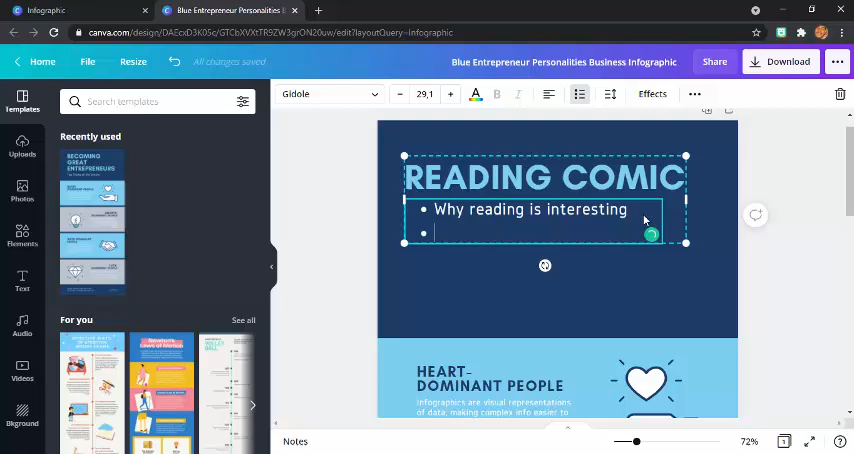 Infographic
Blue Entrepreneur Personalities B
canva.com/design/DAEcxD3K05c/GTCbXVXtTR9ZW3grON20uw/edit?layoutQuery=infographic
Home
File
Resize
All changes saved
Blue Entrepreneur Personalities Business Infographic
Share
Download
Templates
Uploads
Photos
Elements
Text
Audio
Videos
Bkground
Search templates
Recently used
BECOMING
GREAT
ENTREPRENEURS
For you
See all
Gidole
29,1
A
B
I
Effects
READING COMIC
• Why reading is interesting
•
HEART-
DOMINANT PEOPLE
Infographics are visual representations
of data, making complex info easier to
Notes
72%
1